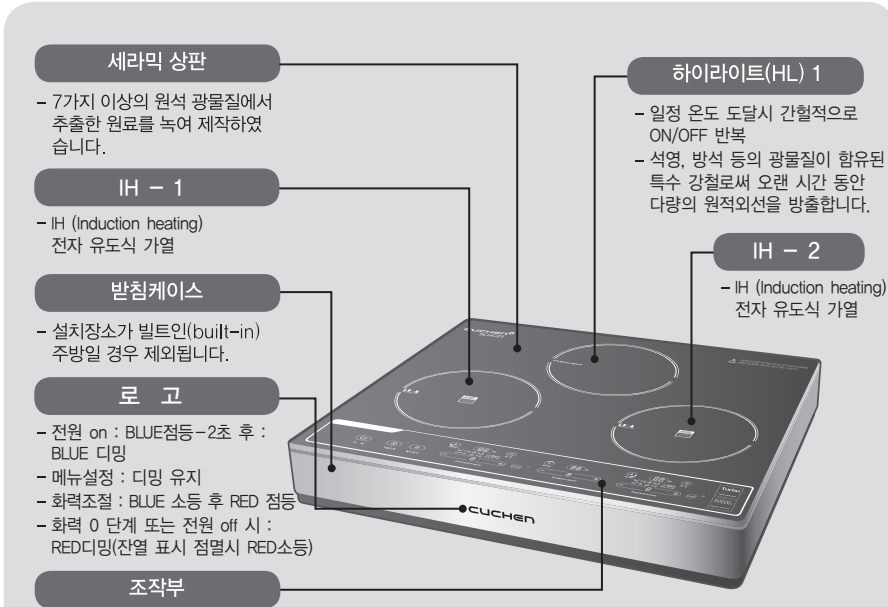 세라믹 상판
- 7가지 이상의 원석 광물질에서
추출한 원료를 녹여 제작하였
습니다.
IH - 1
- IH (Induction heating)
전자 유도식 가열
받침케이스
- 설치장소가 빌트인(built-in)
주방일 경우 제외됩니다.
로 고
- 전원 on : BLUE점등-2초 후 :
BLUE 디밍
- 메뉴설정 : 디밍 유지
- 화력조절 : BLUE 소등 후 RED 점등
- 화력 0 단계 또는 전원 off 시 :
RED디밍(잔열 표시 점멸시 RED소등)
조작부
하이라이트(HL) 1
- 일정 온도 도달시 간헐적으로
ON/OFF 반복
- 석영, 방석 등의 광물질이 함유된
특수 강철로써 오랜 시간 동안
다량의 원적외선을 방출합니다.
IH - 2
- IH (Induction heating)
전자 유도식 가열
CUCHEN
SCHOTT
Turbo
CUCHEN